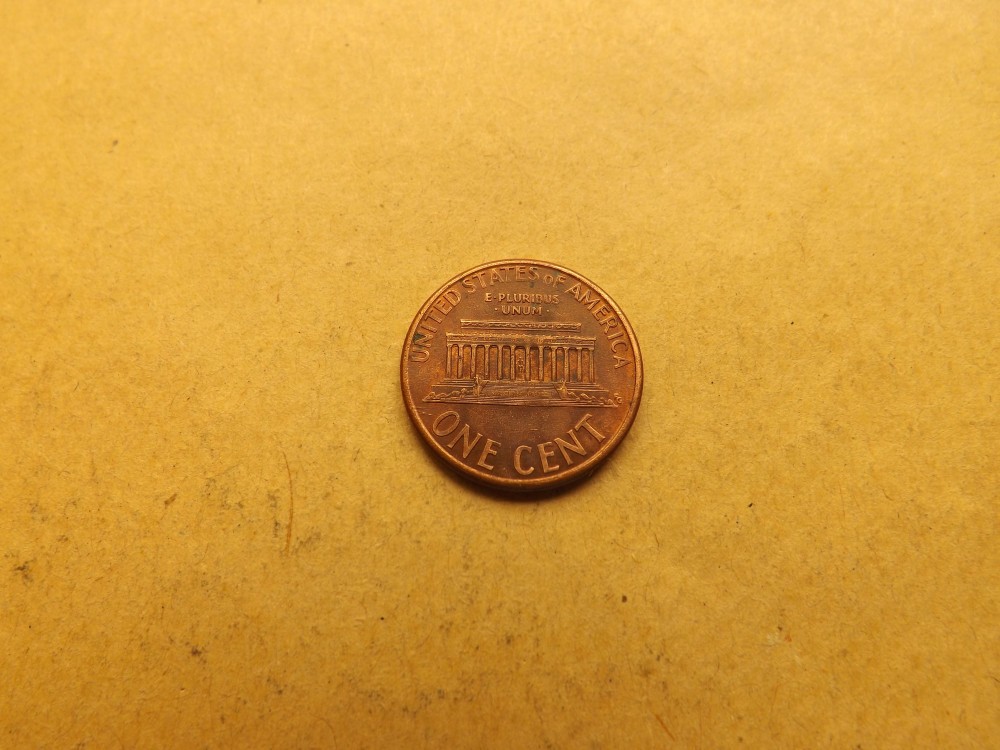 UNITED STATES OF AMERICA
E·PLURIBUS
·UNUM·
ONE CENT